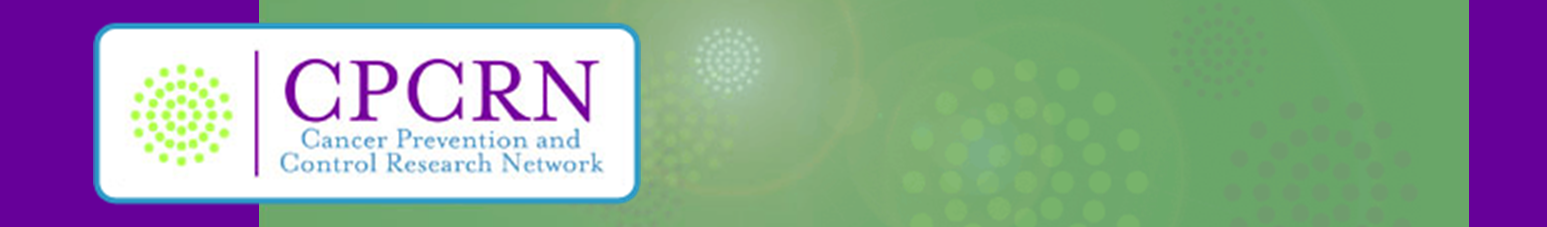 CPCRN
Cancer Prevention and
Control Research Network